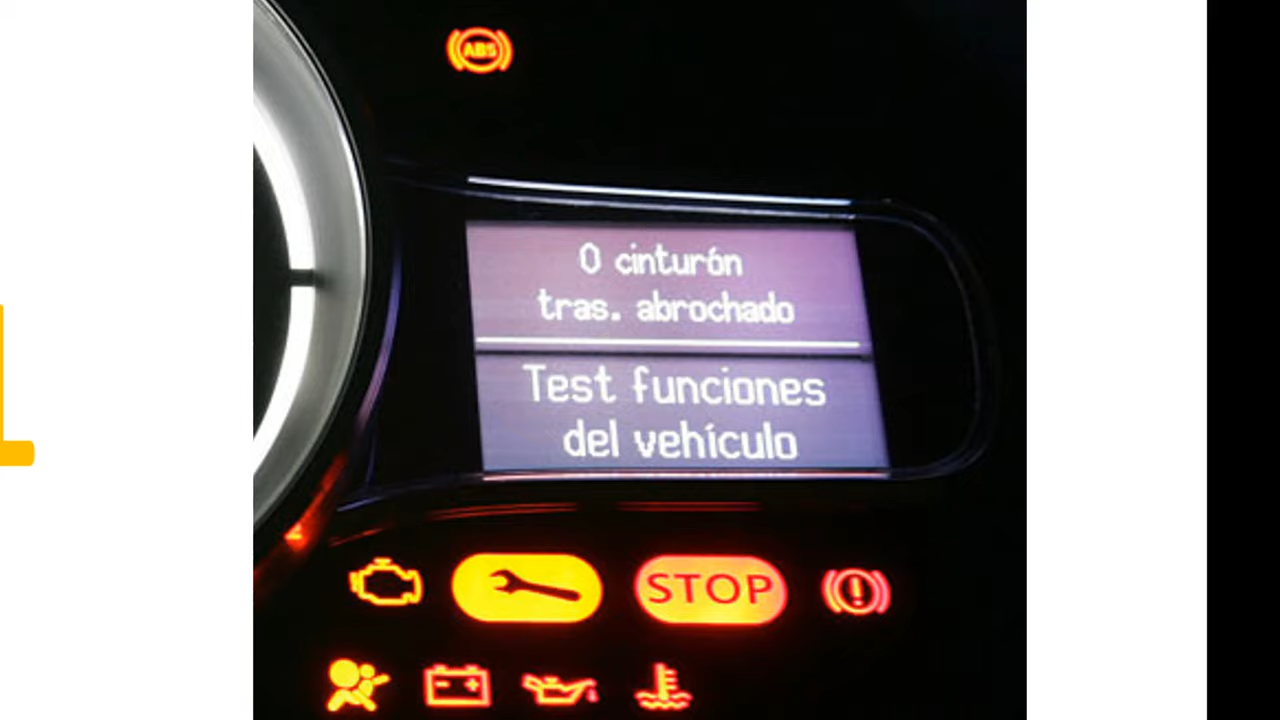 ABS
0 cinturón
tras. abrochado
Test funciones
del vehículo
STOP